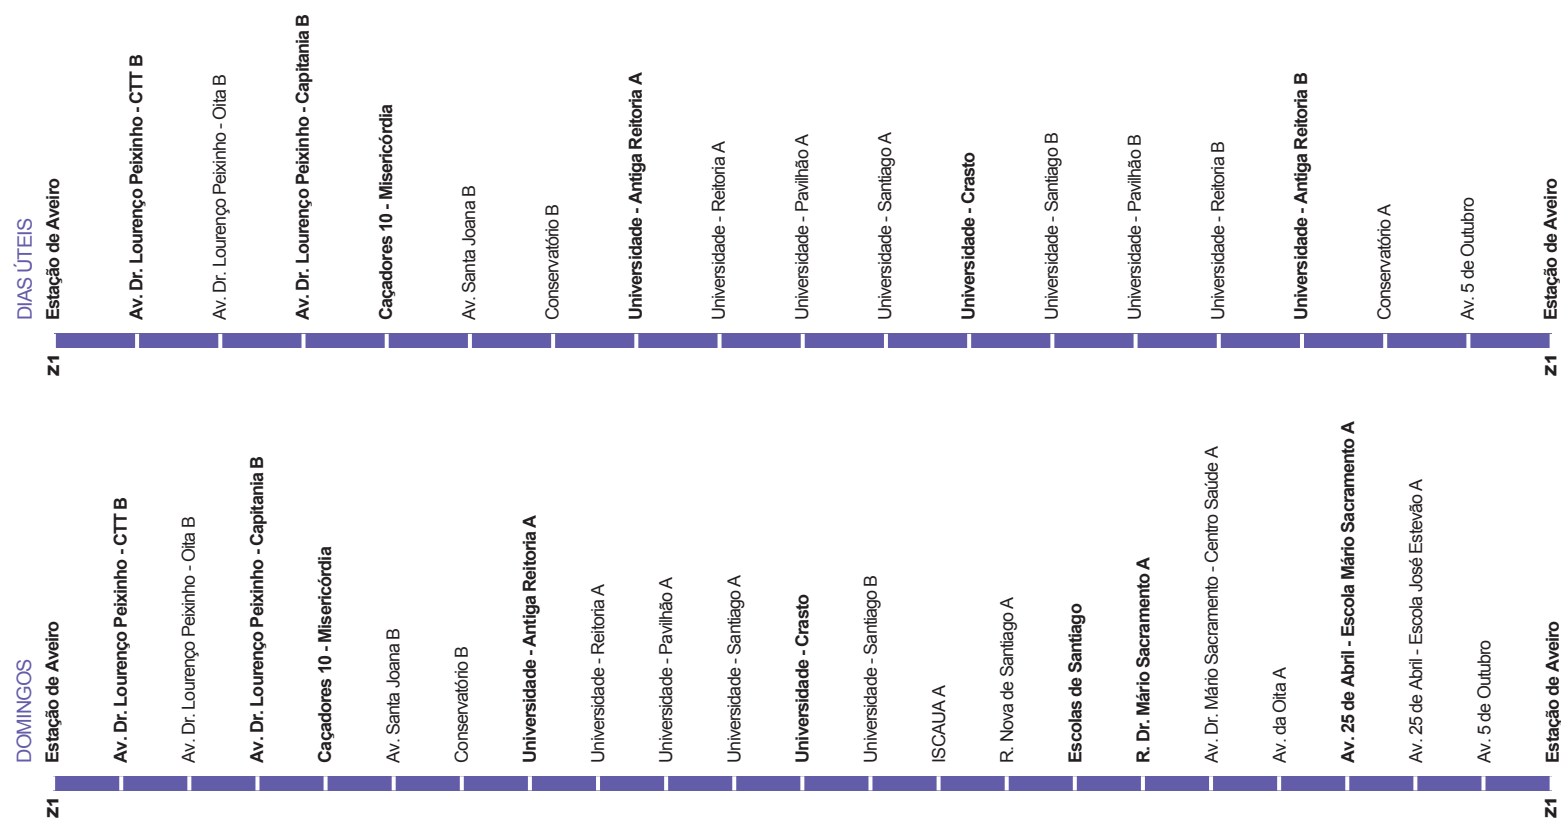 DIAS ÚTEIS
Estação de Aveiro
Av. Dr. Lourenço Peixinho - CTT B
Av. Dr. Lourenço Peixinho - Oita B
Av. Dr. Lourenço Peixinho - Capitania B
Caçadores 10 - Misericórdia
Av. Santa Joana B
Conservatório B
Universidade - Antiga Reitoria A
Universidade - Reitoria A
Universidade - Pavilhão A
Universidade - Santiago A
Universidade - Crasto
Universidade - Santiago B
Universidade - Pavilhão B
Universidade - Reitoria B
Universidade - Antiga Reitoria B
Conservatório A
Av. 5 de Outubro
Estação de Aveiro
Z1
Z1
DOMINGOS
Estação de Aveiro
Av. Dr. Lourenço Peixinho - CTT B
Av. Dr. Lourenço Peixinho - Oita B
Av. Dr. Lourenço Peixinho - Capitania B
Caçadores 10 - Misericórdia
Av. Santa Joana B
Conservatório B
Universidade - Antiga Reitoria A
Universidade - Reitoria A
Universidade - Pavilhão A
Universidade - Santiago A
Universidade - Crasto
Universidade - Santiago B
ISCAUA A
R. Nova de Santiago A
Escolas de Santiago
R. Dr. Mário Sacramento A
Av. Dr. Mário Sacramento - Centro Saúde A
Av. da Oita A
Av. 25 de Abril - Escola Mário Sacramento A
Av. 25 de Abril - Escola José Estevão A
Av. 5 de Outubro
Estação de Aveiro
Z1
Z1